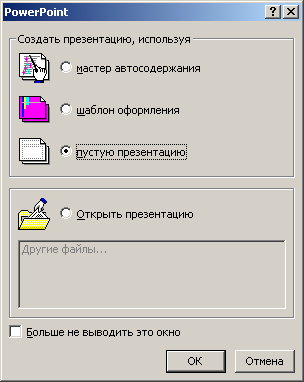 PowerPoint
Создать презентацию, используя
мастер автосодержания
шаблон оформления
пустую презентацию
Открыть презентацию
Другие файлы...
Больше не выводить это окно
ОК
Отмена